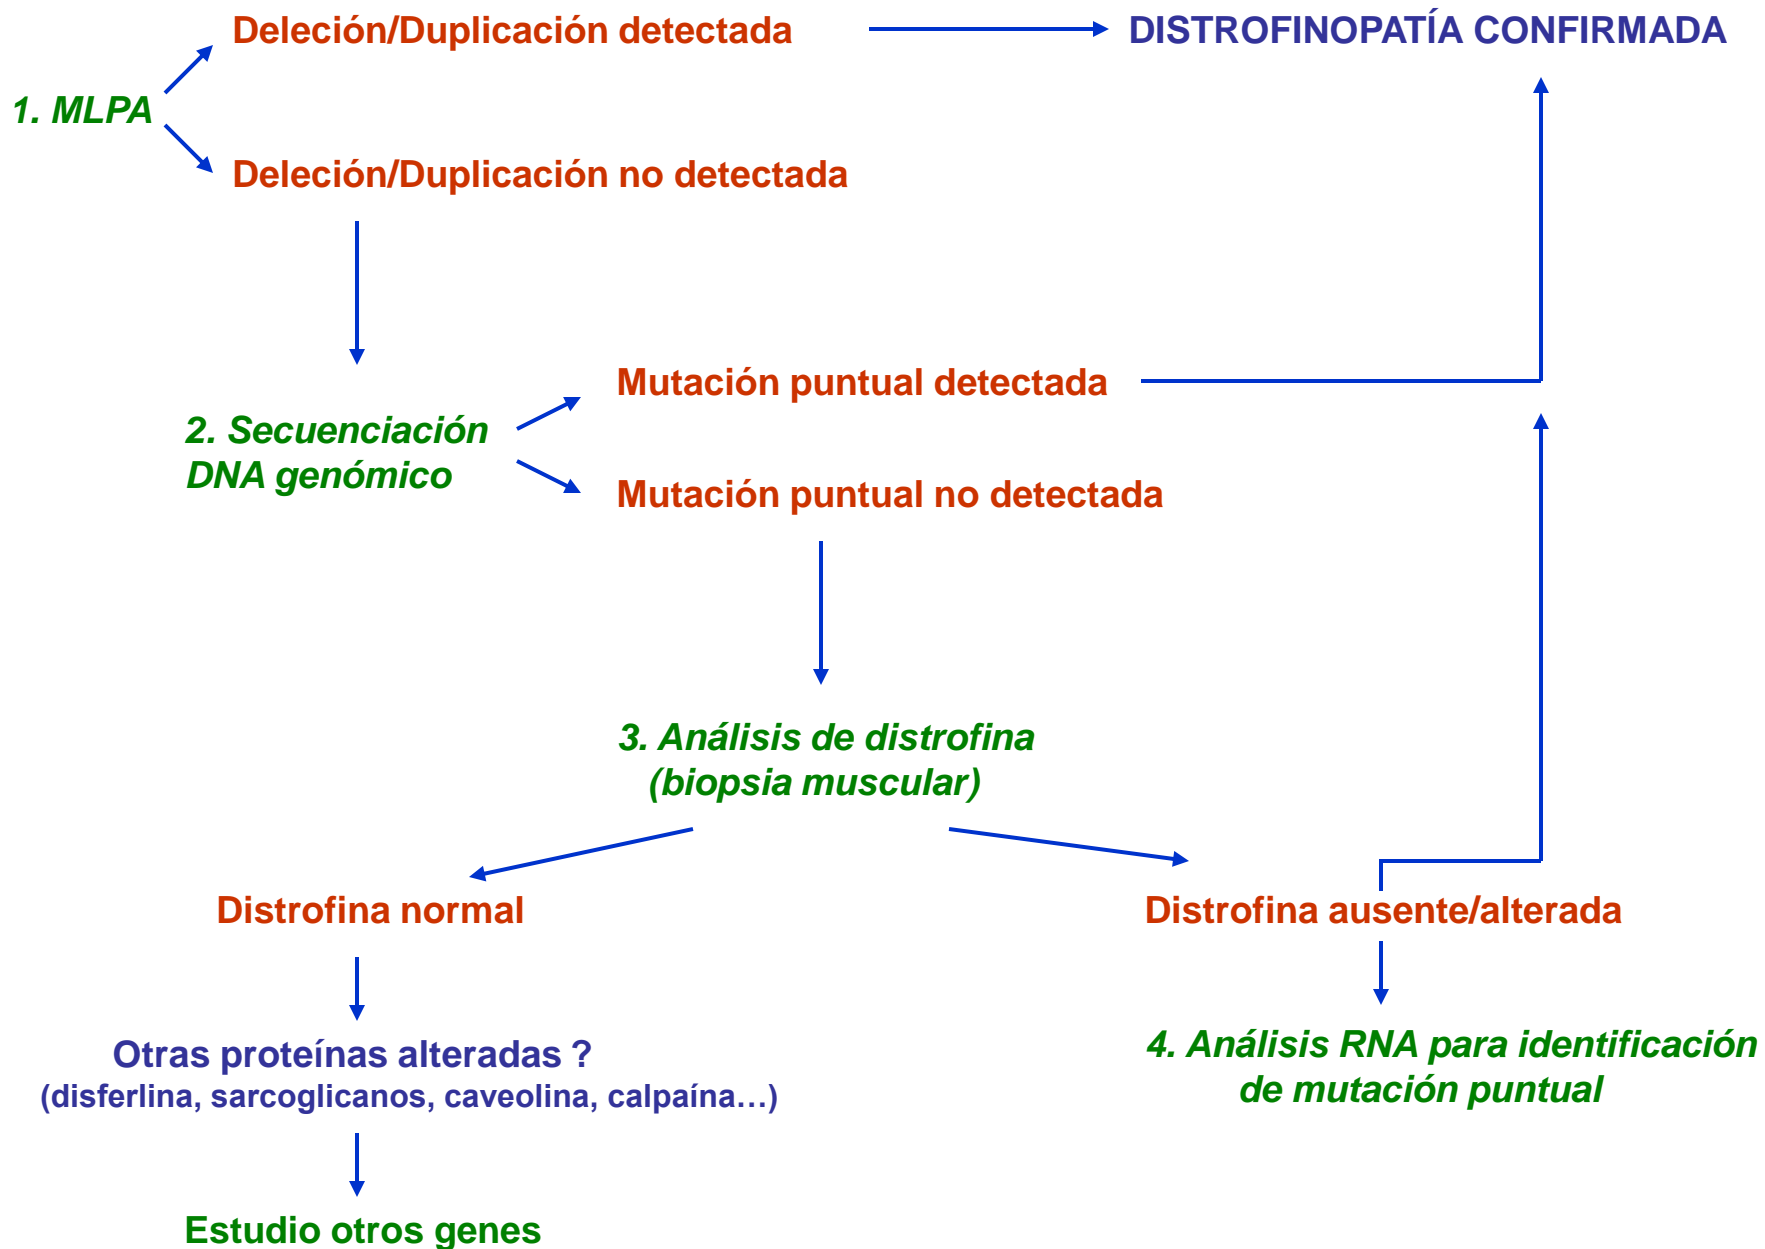 Deleción/Duplicación detectada
DISTROFINOPATÍA CONFIRMADA
1. MLPA
Deleción/Duplicación no detectada
Mutación puntual detectada
2. Secuenciación
DNA genómico
Mutación puntual no detectada
3. Análisis de distrofina
(biopsia muscular)
Distrofina normal
Distrofina ausente/alterada
Otras proteínas alteradas ?
(disferlina, sarcoglicanos, caveolina, calpaína…)
4. Análisis RNA para identificación
de mutación puntual
Estudio otros genes